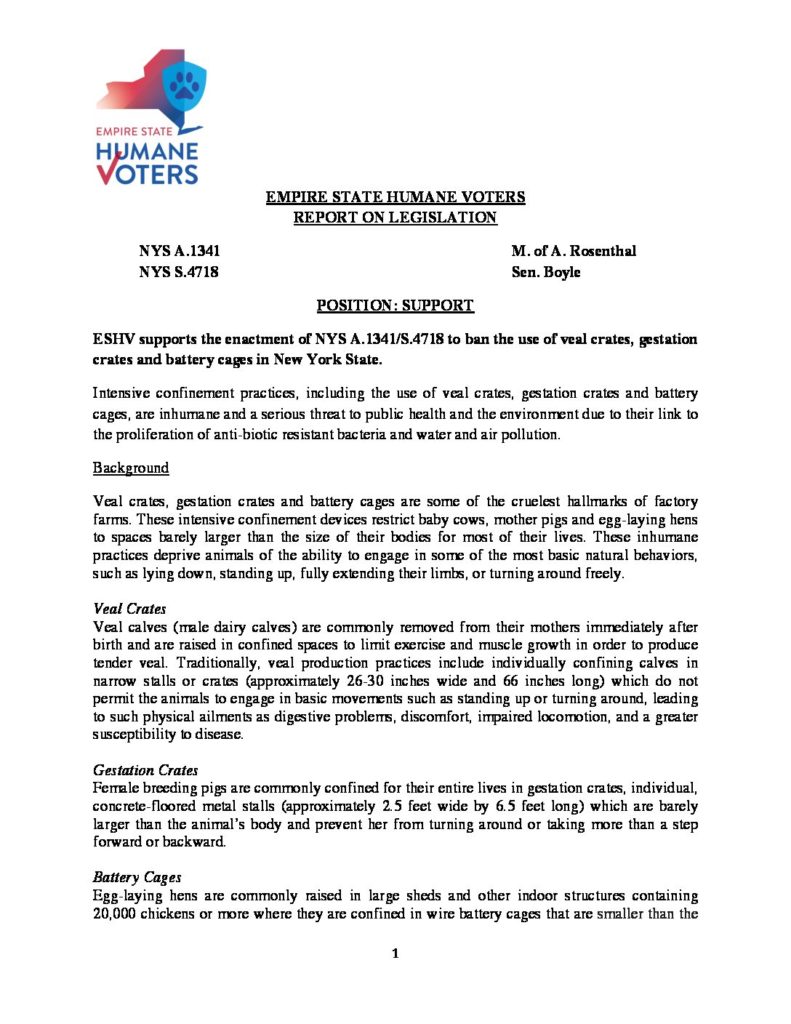 EMPIRE STATE
HUMANE
VOTERS
EMPIRE STATE HUMANE VOTERS
REPORT ON LEGISLATION
NYS A.1341 M. of A. Rosenthal
NYS S.4718 Sen. Boyle
POSITION: SUPPORT
ESHV supports the enactment of NYS A.1341/S.4718 to ban the use of veal crates, gestation
crates and battery cages in New York State.
Intensive confinement practices, including the use of veal crates, gestation crates and battery
cages, are inhumane and a serious threat to public health and the environment due to their link to
the proliferation of anti-biotic resistant bacteria and water and air pollution.
Background
Veal crates, gestation crates and battery cages are some of the cruelest hallmarks of factory
farms. These intensive confinement devices restrict baby cows, mother pigs and egg-laying hens
to spaces barely larger than the size of their bodies for most of their lives. These inhumane
practices deprive animals of the ability to engage in some of the most basic natural behaviors,
such as lying down, standing up, fully extending their limbs, or turning around freely.
Veal Crates
Veal calves (male dairy calves) are commonly removed from their mothers immediately after
birth and are raised in confined spaces to limit exercise and muscle growth in order to produce
tender veal. Traditionally, veal production practices include individually confining calves in
narrow stalls or crates (approximately 26-30 inches wide and 66 inches long) which do not
permit the animals to engage in basic movements such as standing up or turning around, leading
to such physical ailments as digestive problems, discomfort, impaired locomotion, and a greater
susceptibility to disease.
Gestation Crates
Female breeding pigs are commonly confined for their entire lives in gestation crates, individual,
concrete-floored metal stalls (approximately 2.5 feet wide by 6.5 feet long) which are barely
larger than the animal's body and prevent her from turning around or taking more than a step
forward or backward.
Battery Cages
Egg-laying hens are commonly raised in large sheds and other indoor structures containing
20,000 chickens or more where they are confined in wire battery cages that are smaller than the
1